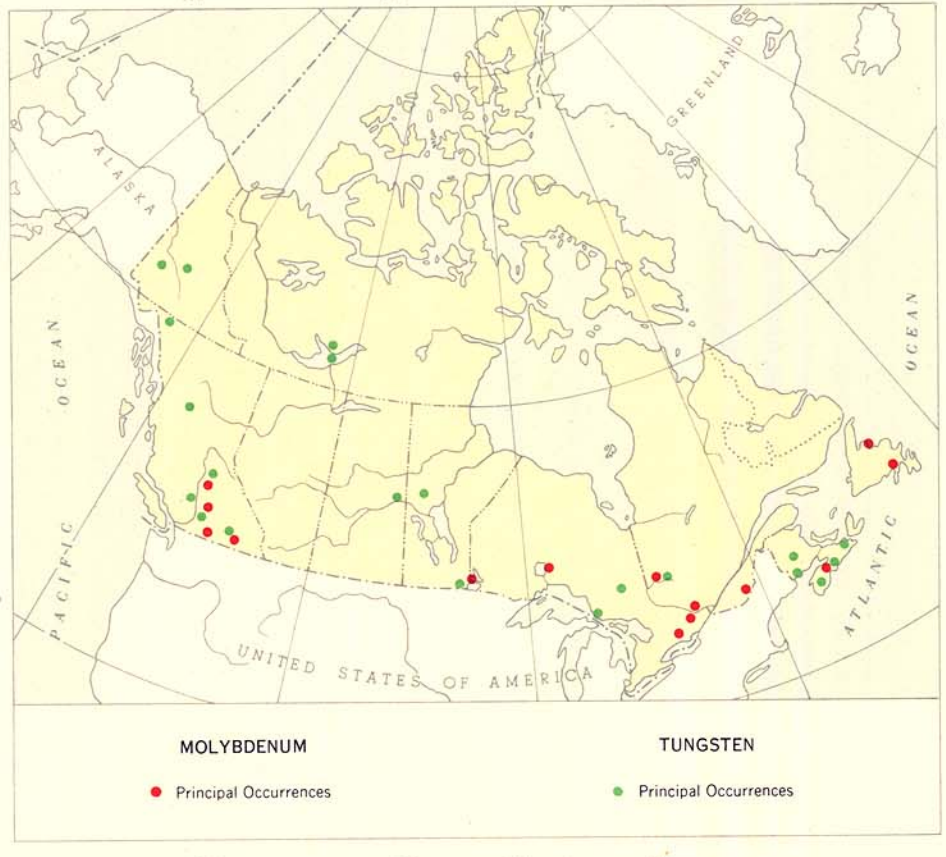 GREENLAND
ALASKA
OCEAN
OCEAN
PACIFIC
ATLANTIC
UNITED STATES OF AMERICA
MOLYBDENUM
TUNGSTEN
Principal Occurrences
Principal Occurrences